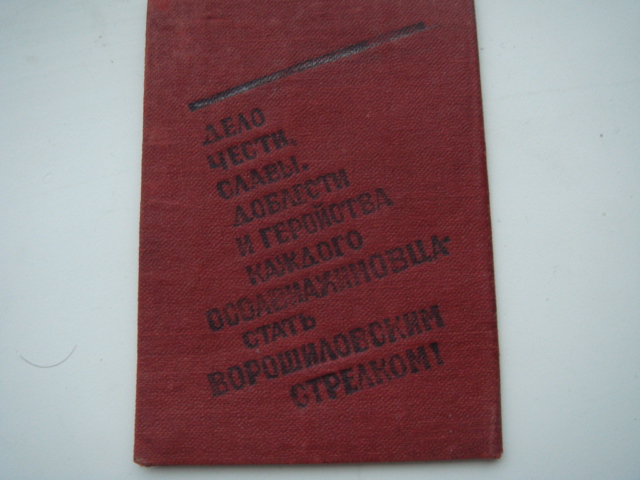 ДЕЛО
ЧЕСТИ,
СЛАВЫ,
ДОБЛЕСТИ
И ГЕРОЙСТВА
КАЖДОГО
ОСОАВИАХИМОВЦА-
СТАТЬ
ВОРОШИЛОВСКИМ
СТРЕЛКОМ!